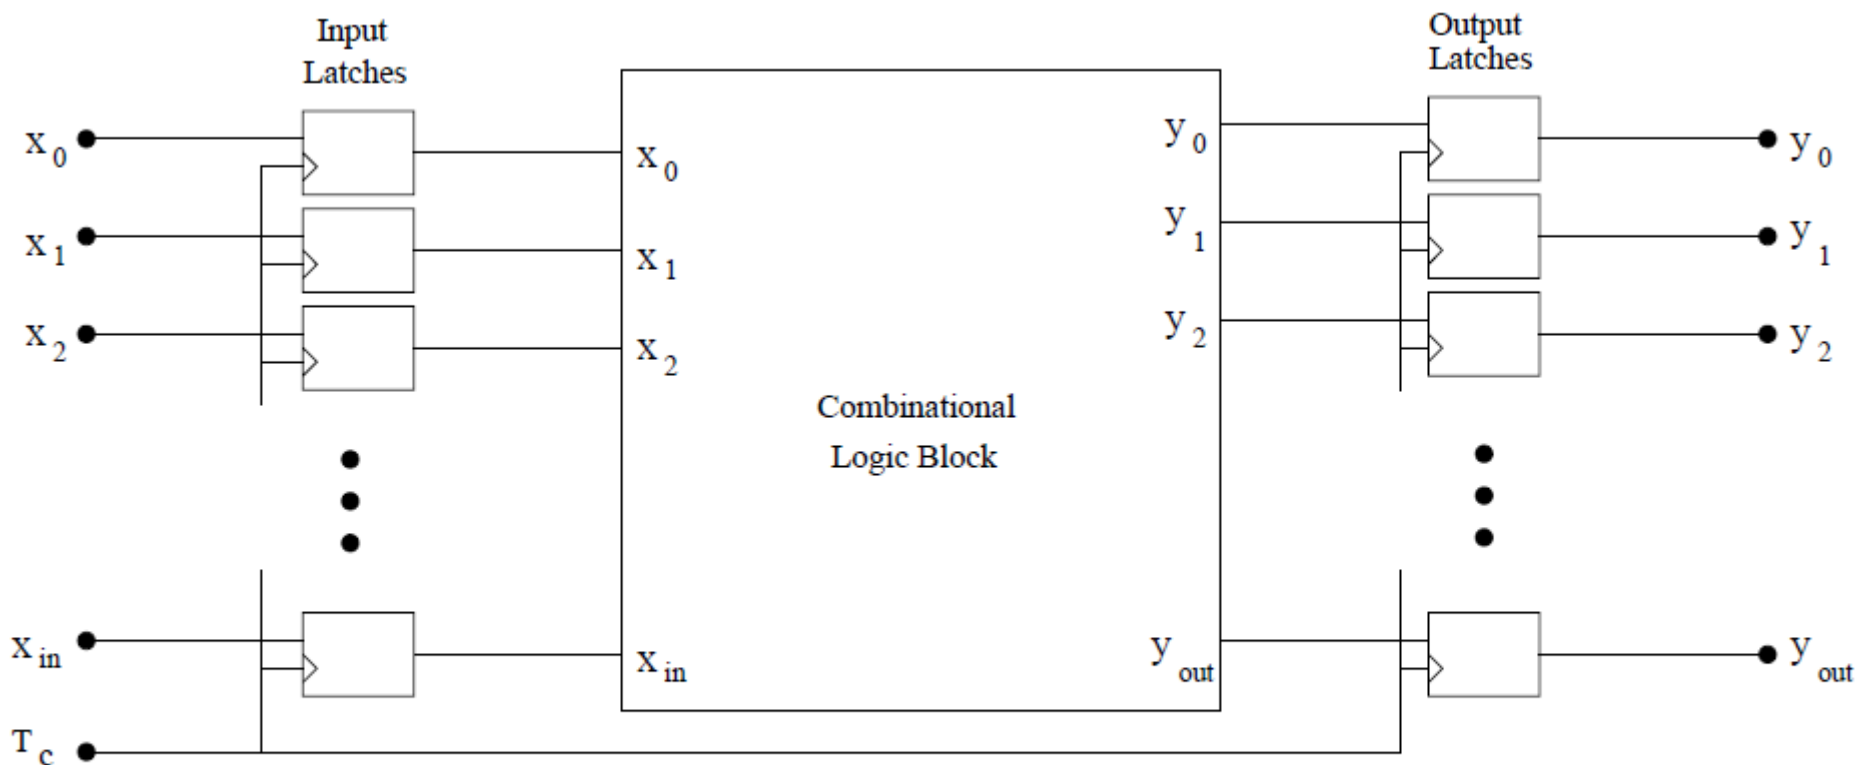 Input
Latches
Output
Latches
x0
x0
y0
y0
x1
x1
y1
y1
x2
x2
y2
y2
Combinational
Logic Block
xin
xin
yout
yout
Tc